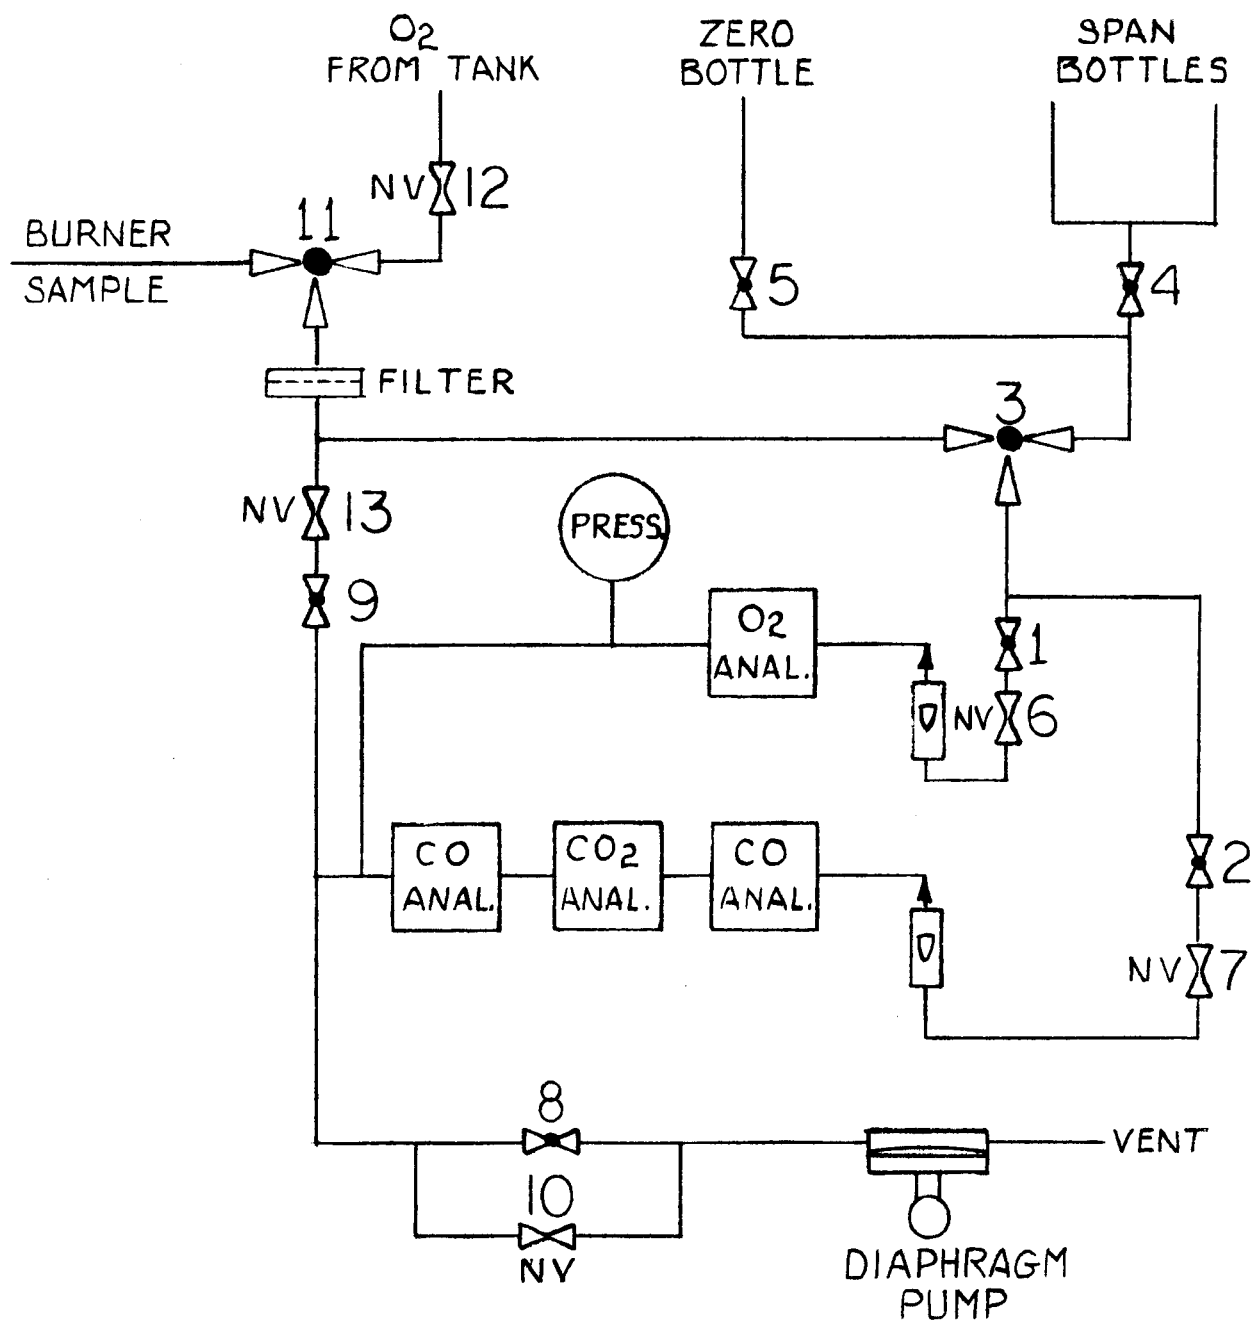 O2
FROM TANK
ZERO
BOTTLE
SPAN
BOTTLES
NV 12
11
BURNER
SAMPLE
5
4
FILTER
3
NV 13
PRESS.
9
O2
ANAL.
1
NV 6
CO
ANAL.
CO2
ANAL.
CO
ANAL.
2
NV 7
8
VENT
10
NV
DIAPHRAGM
PUMP